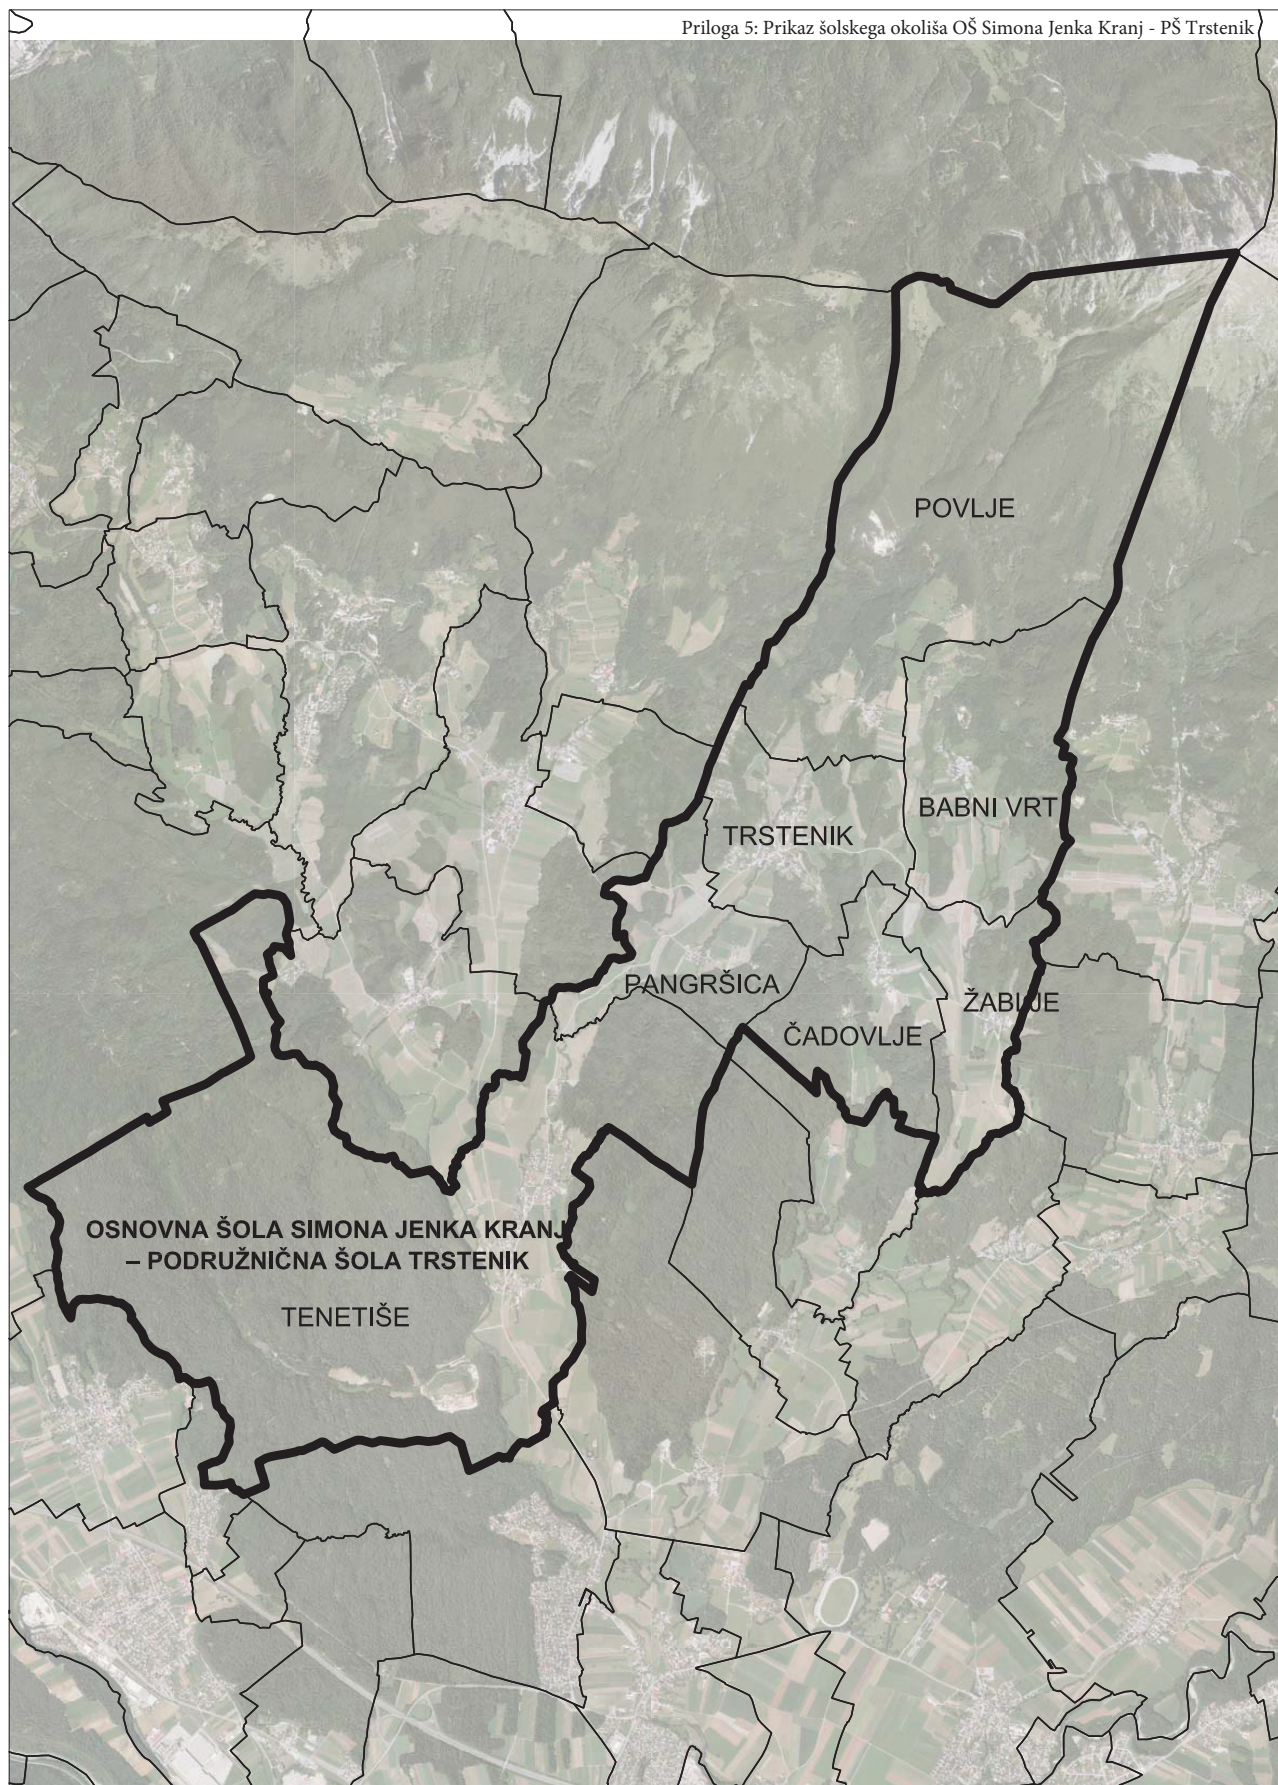 Priloga 5: Prikaz šolskega okoliša OŠ Simona Jenka Kranj - PŠ Trstenik
POVLJE
BABNI VRT
TRSTENIK
PANGRŠICA
ŽABLJE
ČADOVLJE
OSNOVNA ŠOLA SIMONA JENKA KRANJ
– PODRUŽNIČNA ŠOLA TRSTENIK
TENETIŠE